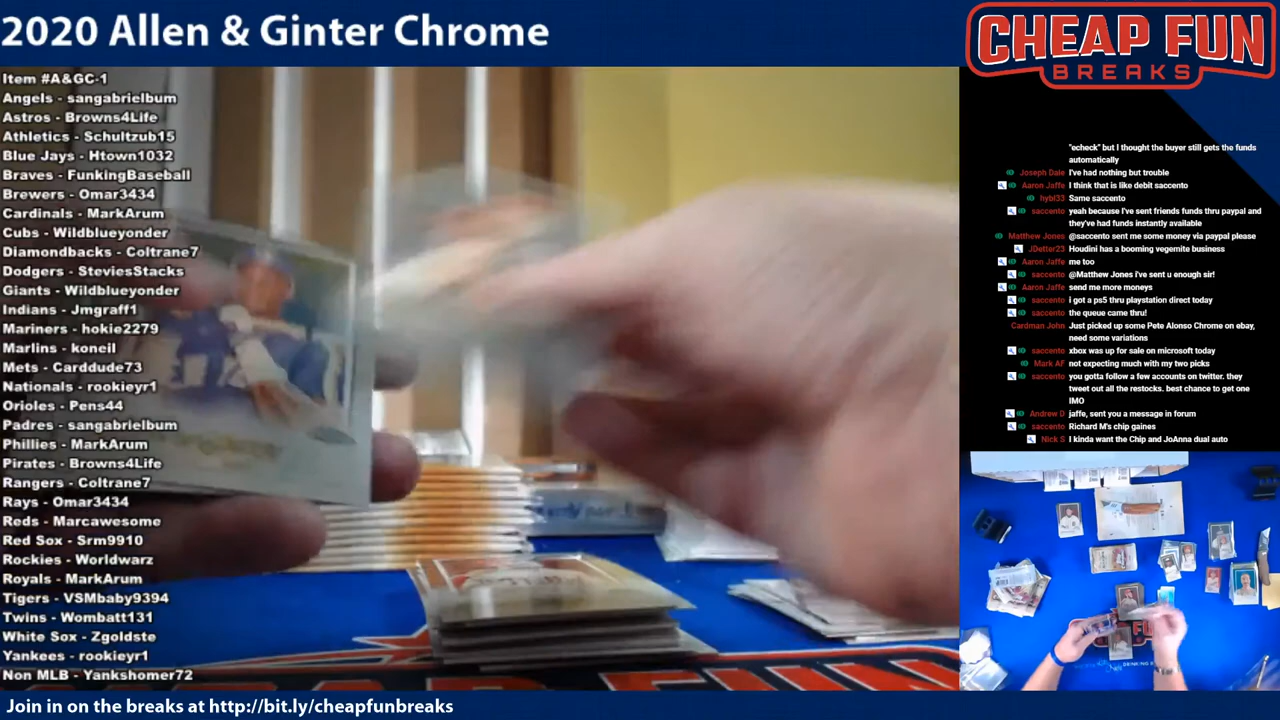 2020 Allen & Ginter Chrome
CHEAP FUN
BREAKS
Item #A&GC-1
Angels - sangabrielbum
Astros - Browns4Life
Athletics - Schultzub15
Blue Jays - Htown1032
Braves - FunkingBaseball
Brewers - Omar3434
Cardinals - MarkArum
Cubs - Wildblueyonder
Diamondbacks - Coltrane7
Dodgers - SteviesStacks
Giants - Wildblueyonder
Indians - Jmgraff1
Mariners - hokie2279
Marlins - koneil
Mets - Carddude73
Nationals - rookieyr1
Orioles - Pens44
Padres - sangabrielbum
Phillies - MarkArum
Pirates - Browns4Life
Rangers - Coltrane7
Rays - Omar3434
Reds - Marcawesome
Red Sox - Srm9910
Rockies - Worldwarz
Royals - MarkArum
Tigers - VSMbaby9394
Twins - Wombatt131
White Sox - Zgoldste
Yankees - rookieyr1
Non MLB - Yankshomer72
"echeck" but I thought the buyer still gets the funds
automatically
Joseph Dale I've had nothing but trouble
Aaron Jaffe I think that is like debit saccento
hybl33 Same saccento
saccento yeah because I've sent friends funds thru paypal and
they've had funds instantly available
Matthew Jones @saccento sent me some money via paypal please
JDetter23 Houdini has a booming vegemite business
Aaron Jaffe me too
saccento @Matthew Jones i've sent u enough sir!
Aaron Jaffe send me more moneys
saccento i got a ps5 thru playstation direct today
saccento the queue came thru!
Cardman John Just picked up some Pete Alonso Chrome on ebay,
need some variations
saccento xbox was up for sale on microsoft today
Mark AF not expecting much with my two picks
saccento you gotta follow a few accounts on twitter. they
tweet out all the restocks. best chance to get one
IMO
Andrew D jaffe, sent you a message in forum
saccento Richard M's chip gaines
Nick S I kinda want the Chip and JoAnna dual auto
FUN
Join in on the breaks at http://bit.ly/cheapfunbreaks